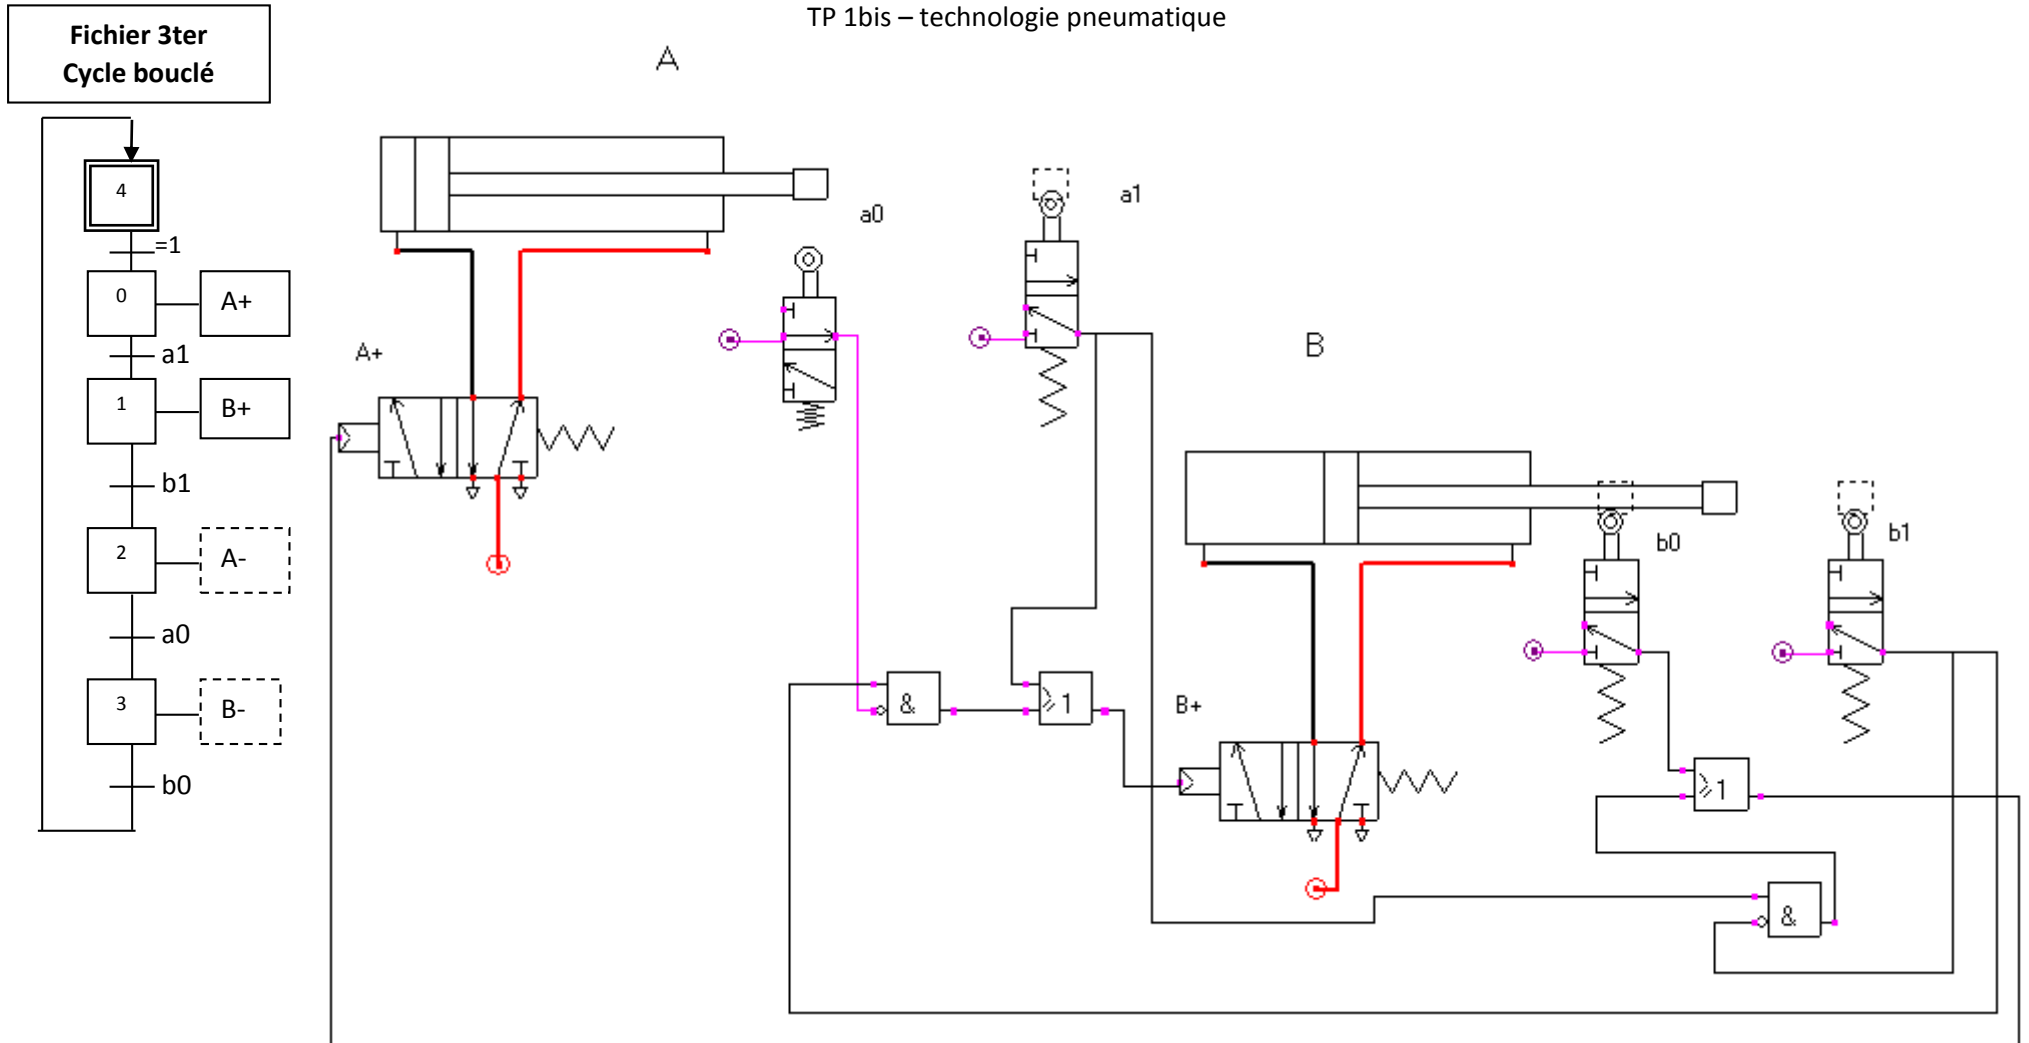 TP 1bis – technologie pneumatique
Fichier 3ter
Cycle bouclé
4
=1
0
A+
a1
1
B+
b1
2
A-
a0
3
B-
b0
A
a0
a1
A+
B
b0
b1
&
≥1
B+
≥1
&